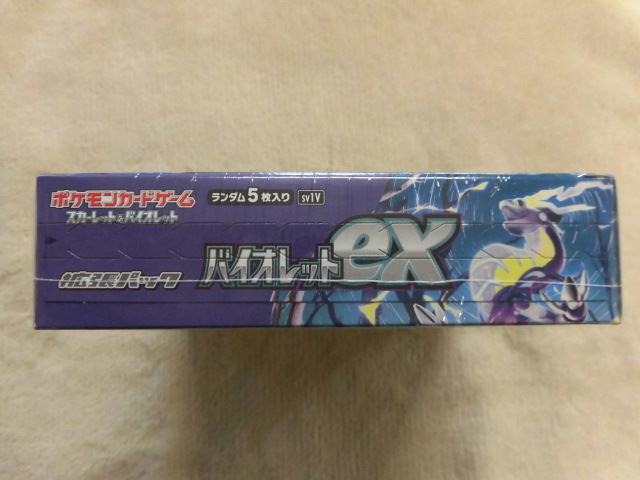 ポケモンカードゲーム
スカーレット&バイオレット
ランダム5枚入り
sv1V
拡張パック
バイオレットex